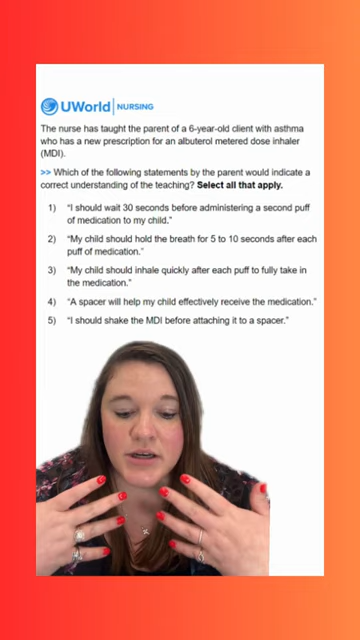 UWorld | NURSING
The nurse has taught the parent of a 6-year-old client with asthma
who has a new prescription for an albuterol metered dose inhaler
(MDI).
>> Which of the following statements by the parent would indicate a
correct understanding of the teaching? Select all that apply.
1) "I should wait 30 seconds before administering a second puff
of medication to my child."
2) "My child should hold the breath for 5 to 10 seconds after each
puff of medication."
3) "My child should inhale quickly after each puff to fully take in
the medication."
4) "A spacer will help my child effectively receive the medication."
5) "I should shake the MDI before attaching it to a spacer."